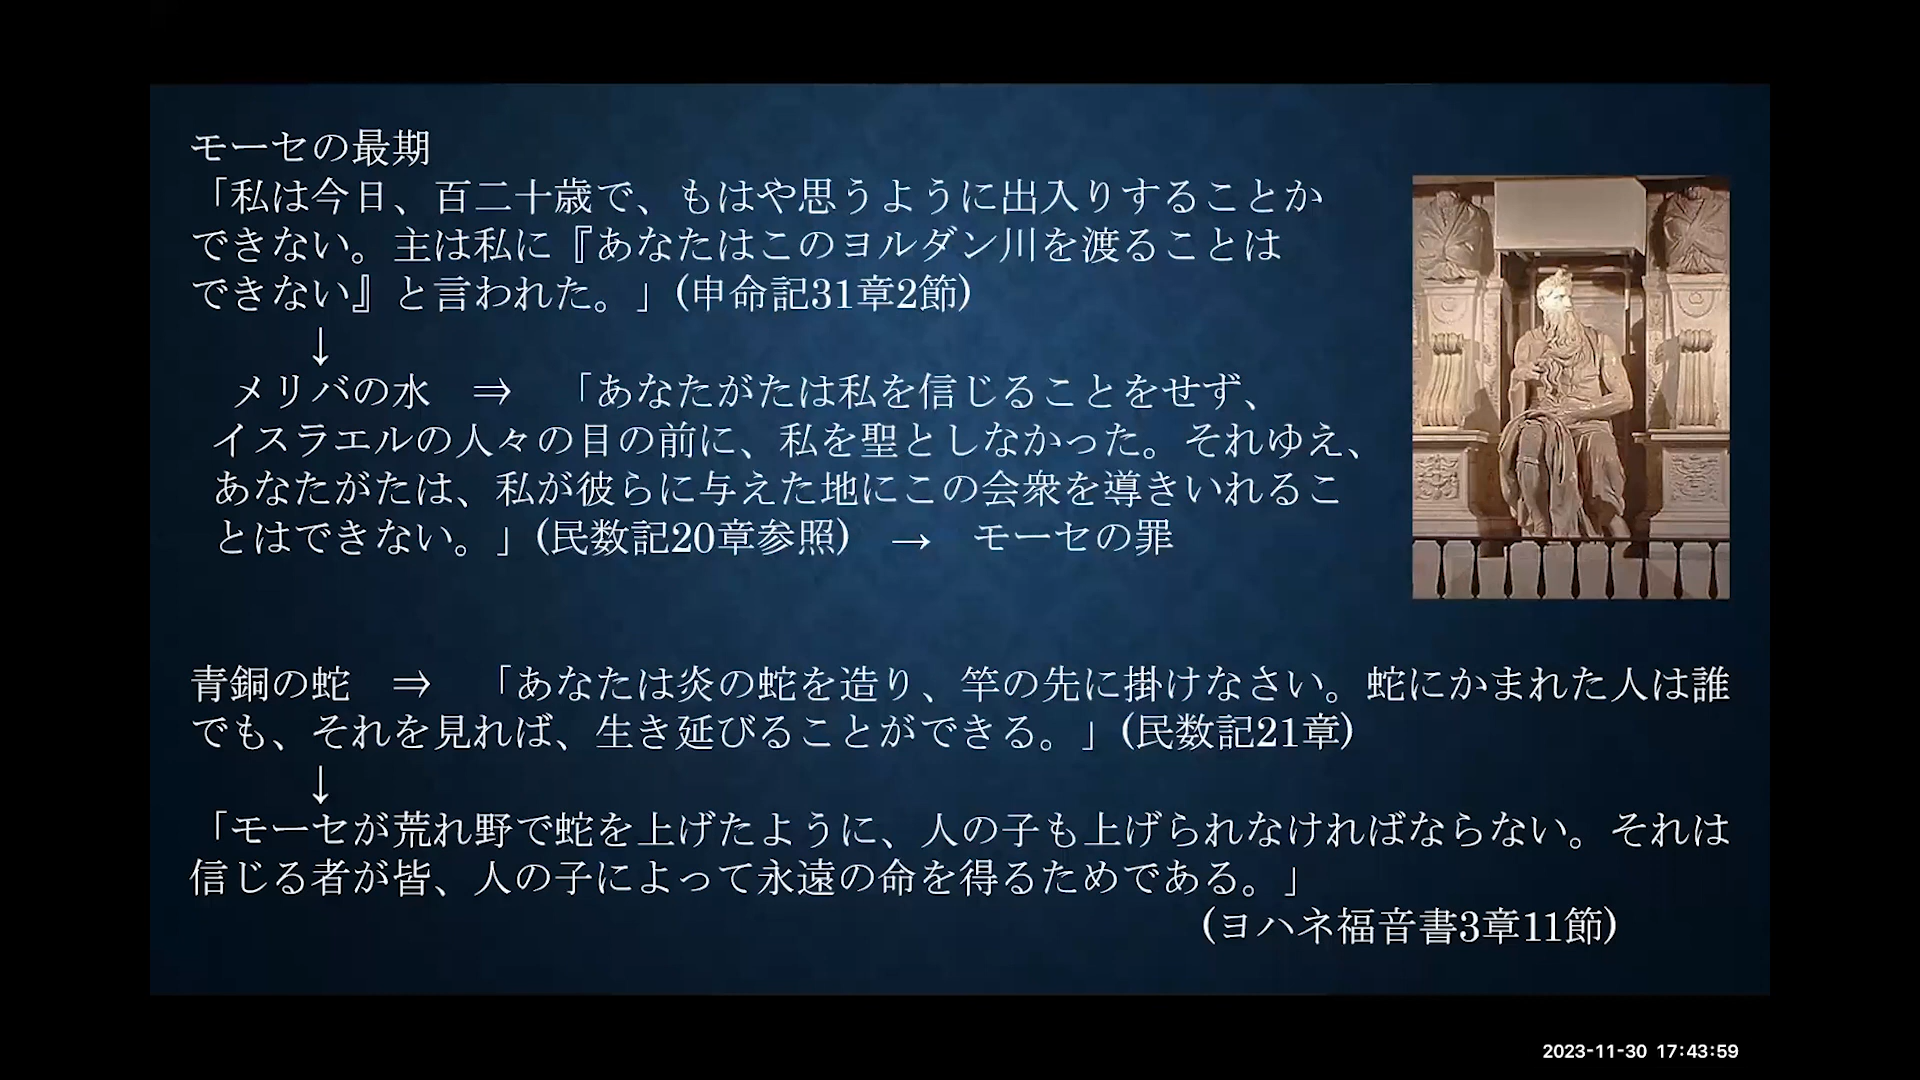 モーセの最期
「私は今日、百二十歳で、もはや思うように出入りすることか
できない。主は私に『あなたはこのヨルダン川を渡ることは
できない』と言われた。」(申命記31章2節)
↓
メリバの水　⇒　「あなたがたは私を信じることをせず、
イスラエルの人々の目の前に、私を聖としなかった。それゆえ、
あなたがたは、私が彼らに与えた地にこの会衆を導きいれるこ
とはできない。」(民数記20章参照)　→　モーセの罪
青銅の蛇　⇒　「あなたは炎の蛇を造り、竿の先に掛けなさい。蛇にかまれた人は誰
でも、それを見れば、生き延びることができる。」(民数記21章)
↓
「モーセが荒れ野で蛇を上げたように、人の子も上げられなければならない。それは
信じる者が皆、人の子によって永遠の命を得るためである。」
(ヨハネ福音書3章11節)
2023-11-30 17:43:59